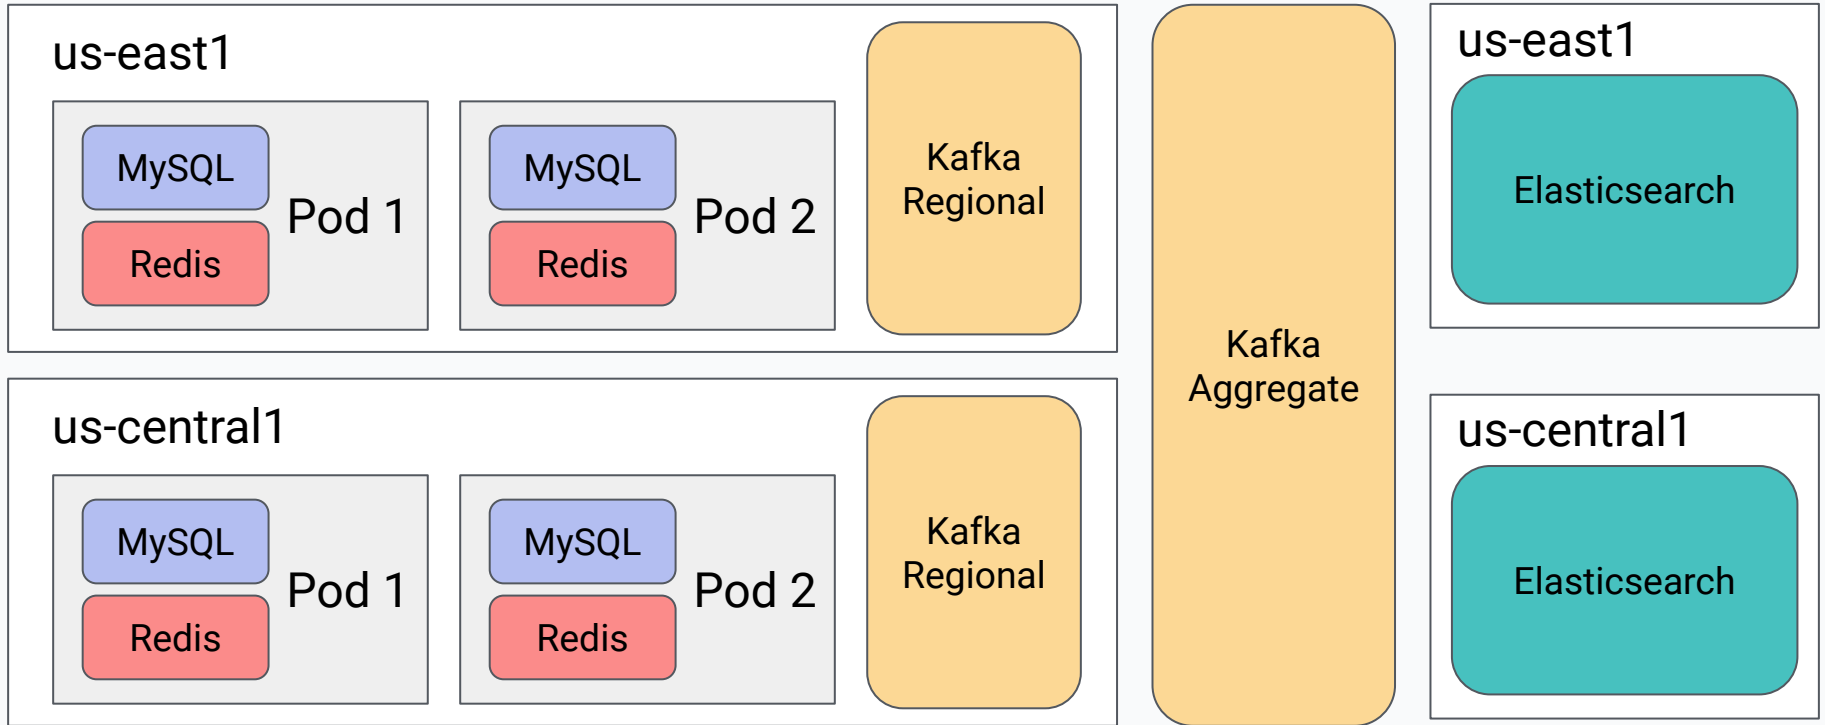 us-east1
MySQL
Redis
Pod 1
MySQL
Redis
Pod 2
Kafka
Regional
us-central1
MySQL
Redis
Pod 1
MySQL
Redis
Pod 2
Kafka
Regional
Kafka
Aggregate
us-east1
Elasticsearch
us-central1
Elasticsearch